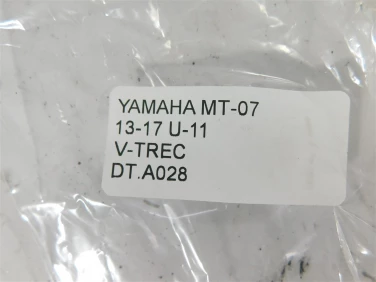 YAMAHA MT-07
13-17 U-11
V-TREC
DT.A028